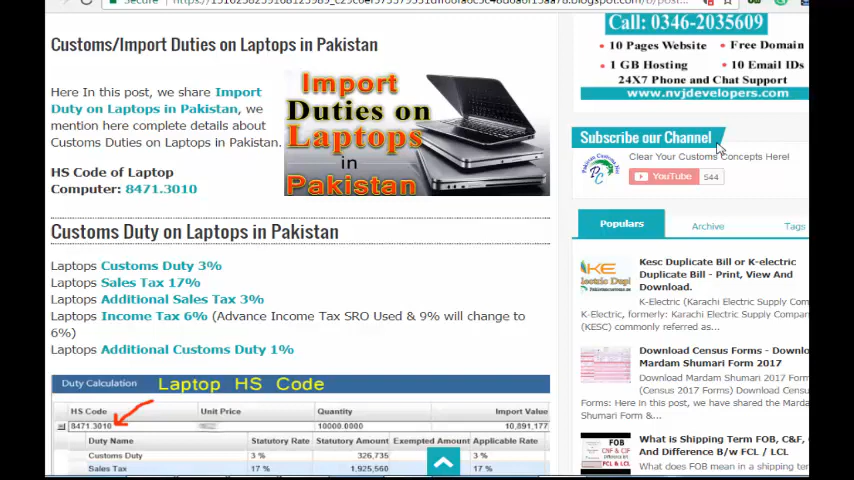 Secure
Customs/Import Duties on Laptops in Pakistan
Here In this post, we share Import
Duty on Laptops in Pakistan, we
mention here complete details about
Customs Duties on Laptops in Pakistan.
HS Code of Laptop
Computer: 8471.3010
Import
Duties on
Laptops
in
Pakistan
Customs Duty on Laptops in Pakistan
Laptops Customs Duty 3%
Laptops Sales Tax 17%
Laptops Additional Sales Tax 3%
Laptops Income Tax 6% (Advance Income Tax SRO Used & 9% will change to
6%)
Laptops Additional Customs Duty 1%
Duty Calculation Laptop HS Code
HS Code Unit Price Quantity Import Value
8471.3010 10000.0000 10,891,177
Duty Name Statutory Rate Statutory Amount Exempted Amount Applicable Rate
Customs Duty 3 % 326,735 3 %
Sales Tax 17 % 1,925,560 17 %
Call: 0346-2035609
• 10 Pages Website • Free Domain
• 1 GB Hosting • 10 Email IDs
24X7 Phone and Chat Support
www.nvjdevelopers.com
Subscribe our Channel
Clear Your Customs Concepts Here!
YouTube 544
Populars Archive Tags
Kesc Duplicate Bill or K-electric
Duplicate Bill - Print, View And
Download.
K-Electric (Karachi Electric Supply Com
K-Electric, formerly: Karachi Electric Supply Compan
(KESC) commonly referred as...
Download Census Forms - Downlo
Mardam Shumari Form 2017
Download Mardam Shumari 2017 Forms
(2017 Census Forms) Download Census
Forms: Here in this post, we have shared the Mardam
Shumari...
FOB
CNF & CIF
Difference
FCL & LCL
What is Shipping Term FOB, C&F, C
And Difference B/w FCL / LCL
What does FOB mean in a shipping term